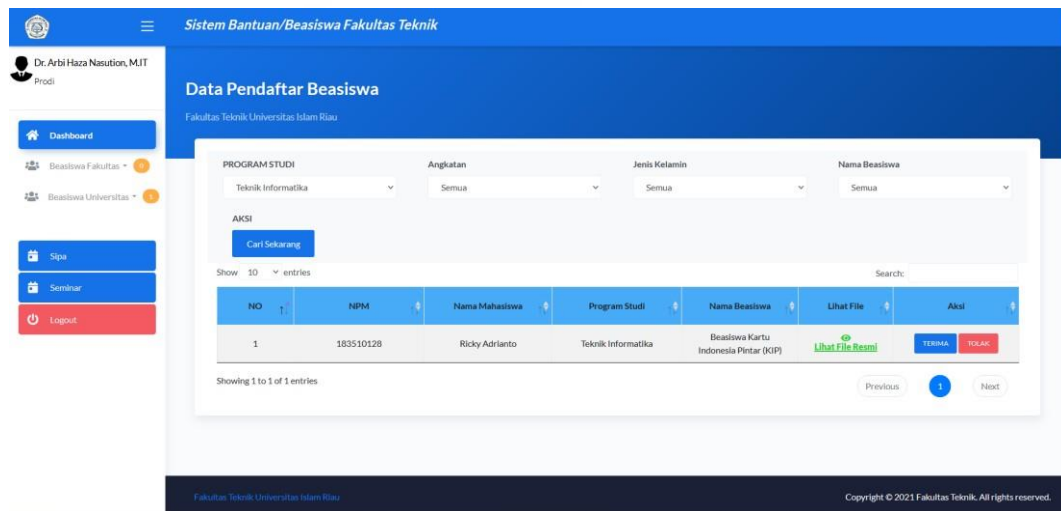 Sistem Bantuan/Beasiswa Fakultas Teknik
Dr. Arbi Haza Nasution, M.IT
Prodi
Dashboard
Beasiswa Fakultas
Beasiswa Universitas
Sipa
Seminar
Logout
Data Pendaftar Beasiswa
Fakultas Teknik Universitas Islam Riau
PROGRAM STUDI Angkatan Jenis Kelamin Nama Beasiswa
Teknik Informatika Semua Semua Semua
AKSI
Cari Sekarang
Show 10 entries Search:
NO NPM Nama Mahasiswa Program Studi Nama Beasiswa Lihat File Aksi
1 183510128 Ricky Adrianto Teknik Informatika Beasiswa Kartu Indonesia Pintar (KIP) Lihat File Resmi TERIMA TOLAK
Showing 1 to 1 of 1 entries
Previous 1 Next
Fakultas Teknik Universitas Islam Riau Copyright © 2021 Fakultas Teknik. All rights reserved.